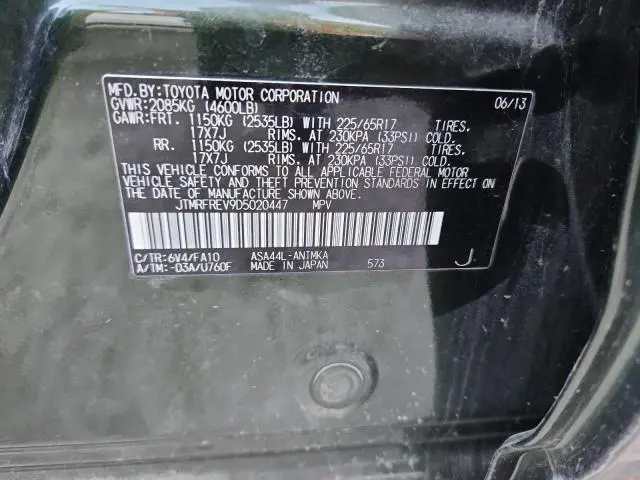 MFD.BY:TOYOTA MOTOR CORPORATION 06/13
GVWR:2085KG (4600LB)
GAWR:FRT. 1150KG (2535LB) WITH 225/65R17 TIRES.
17X7J RIMS. AT 230KPA (33PSI) COLD.
RR. 1150KG (2535LB) WITH 225/65R17 TIRES.
17X7J RIMS. AT 230KPA (33PSI) COLD.
THIS VEHICLE CONFORMS TO ALL APPLICABLE FEDERAL MOTOR
VEHICLE SAFETY AND THEFT PREVENTION STANDARDS IN EFFECT
ON THE DATE OF MANUFACTURE SHOWN ABOVE.
JTMRFREV9D5020447 MPV
C/TR:6V4/FA10 ASA44L-ANTMKA
A/TM:-03A/U760F MADE IN JAPAN 573 J